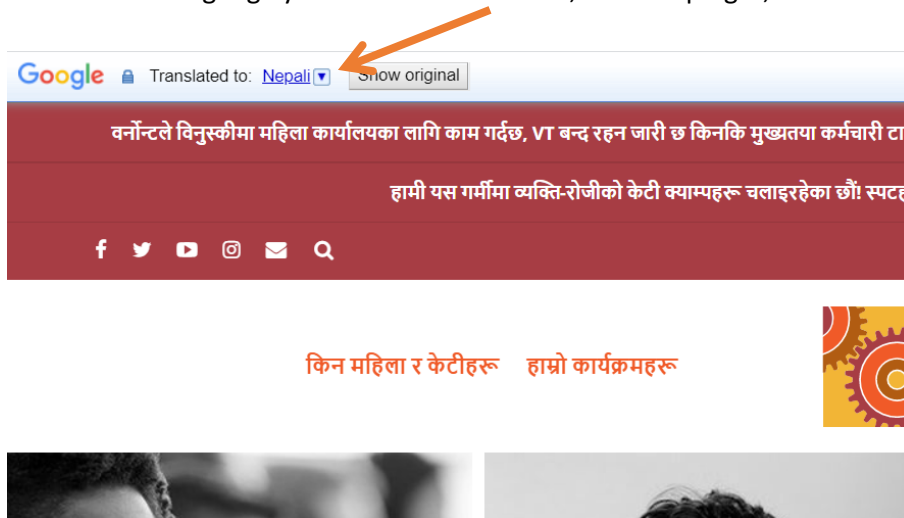 Google Translated to: Nepali Show original
वर्नोन्टले विनुस्कीमा महिला कार्यालयका लागि काम गर्दछ, VT बन्द रहन जारी छ किनकि मुख्यतया कर्मचारी
हामी यस गर्मीमा व्यक्ति-रोजीको केटी क्याम्पहरू चलाइरहेका छौं!
किन महिला र केटीहरू हाम्रो कार्यक्रमहरू